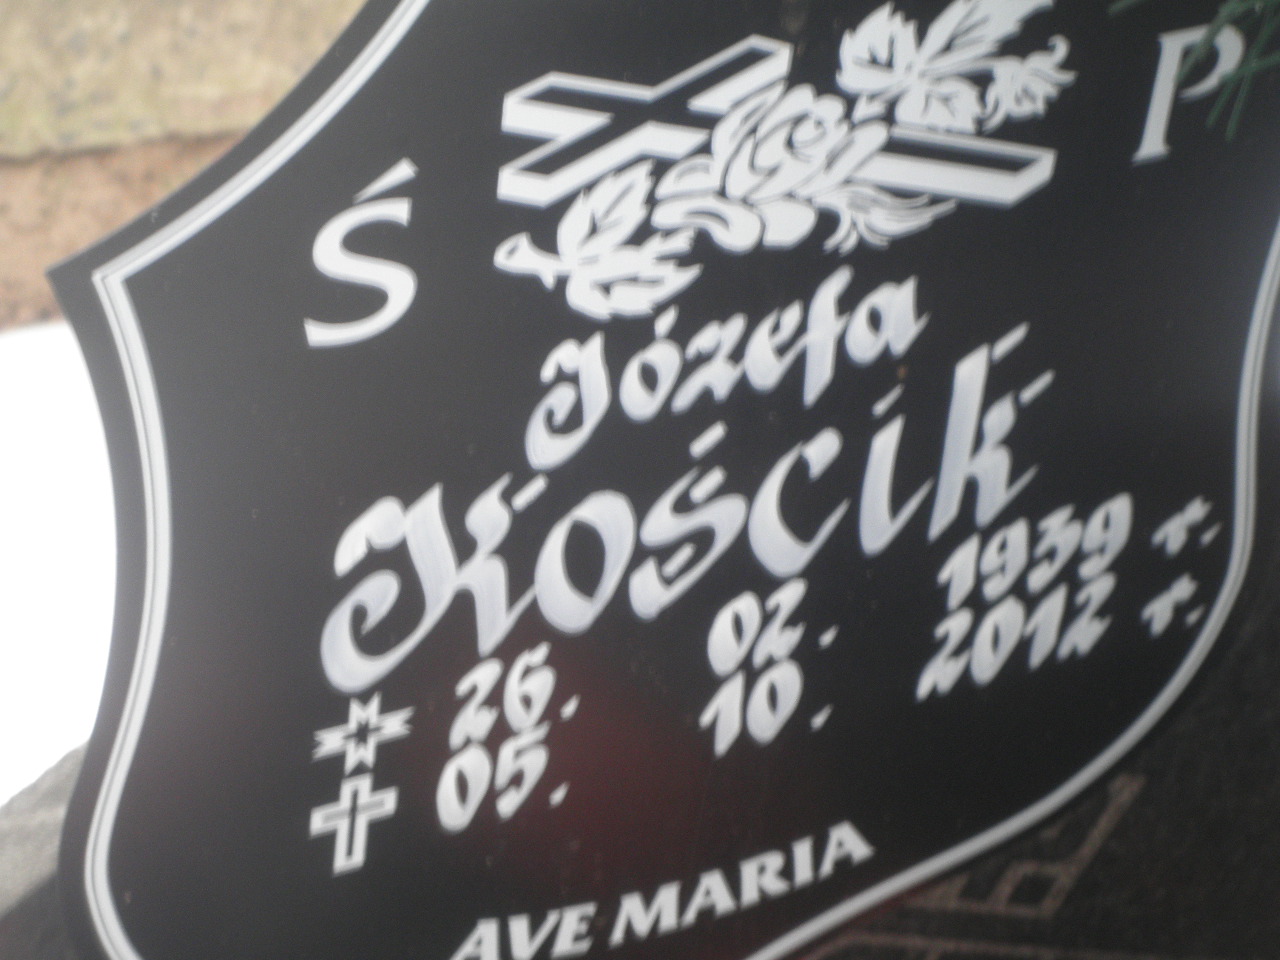 Ś P
Józefa
Kościk
26. 02. 1939 r.
05. 10. 2012 r.
AVE MARIA